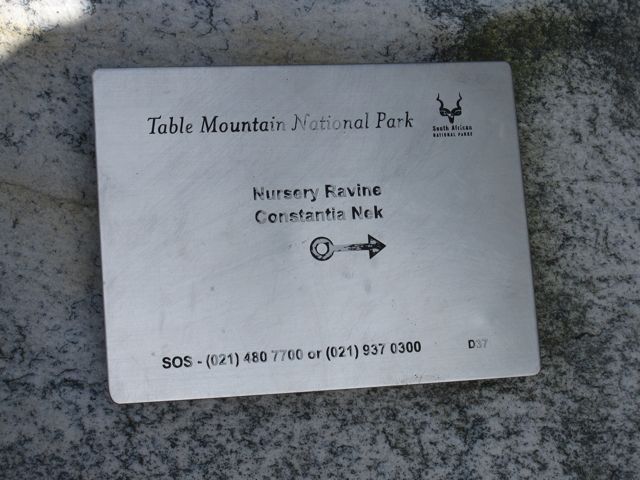 Table Mountain National Park
South African
NATIONAL PARKS
Nursery Ravine
Constantia Nek
SOS - (021) 480 7700 or (021) 937 0300
D37